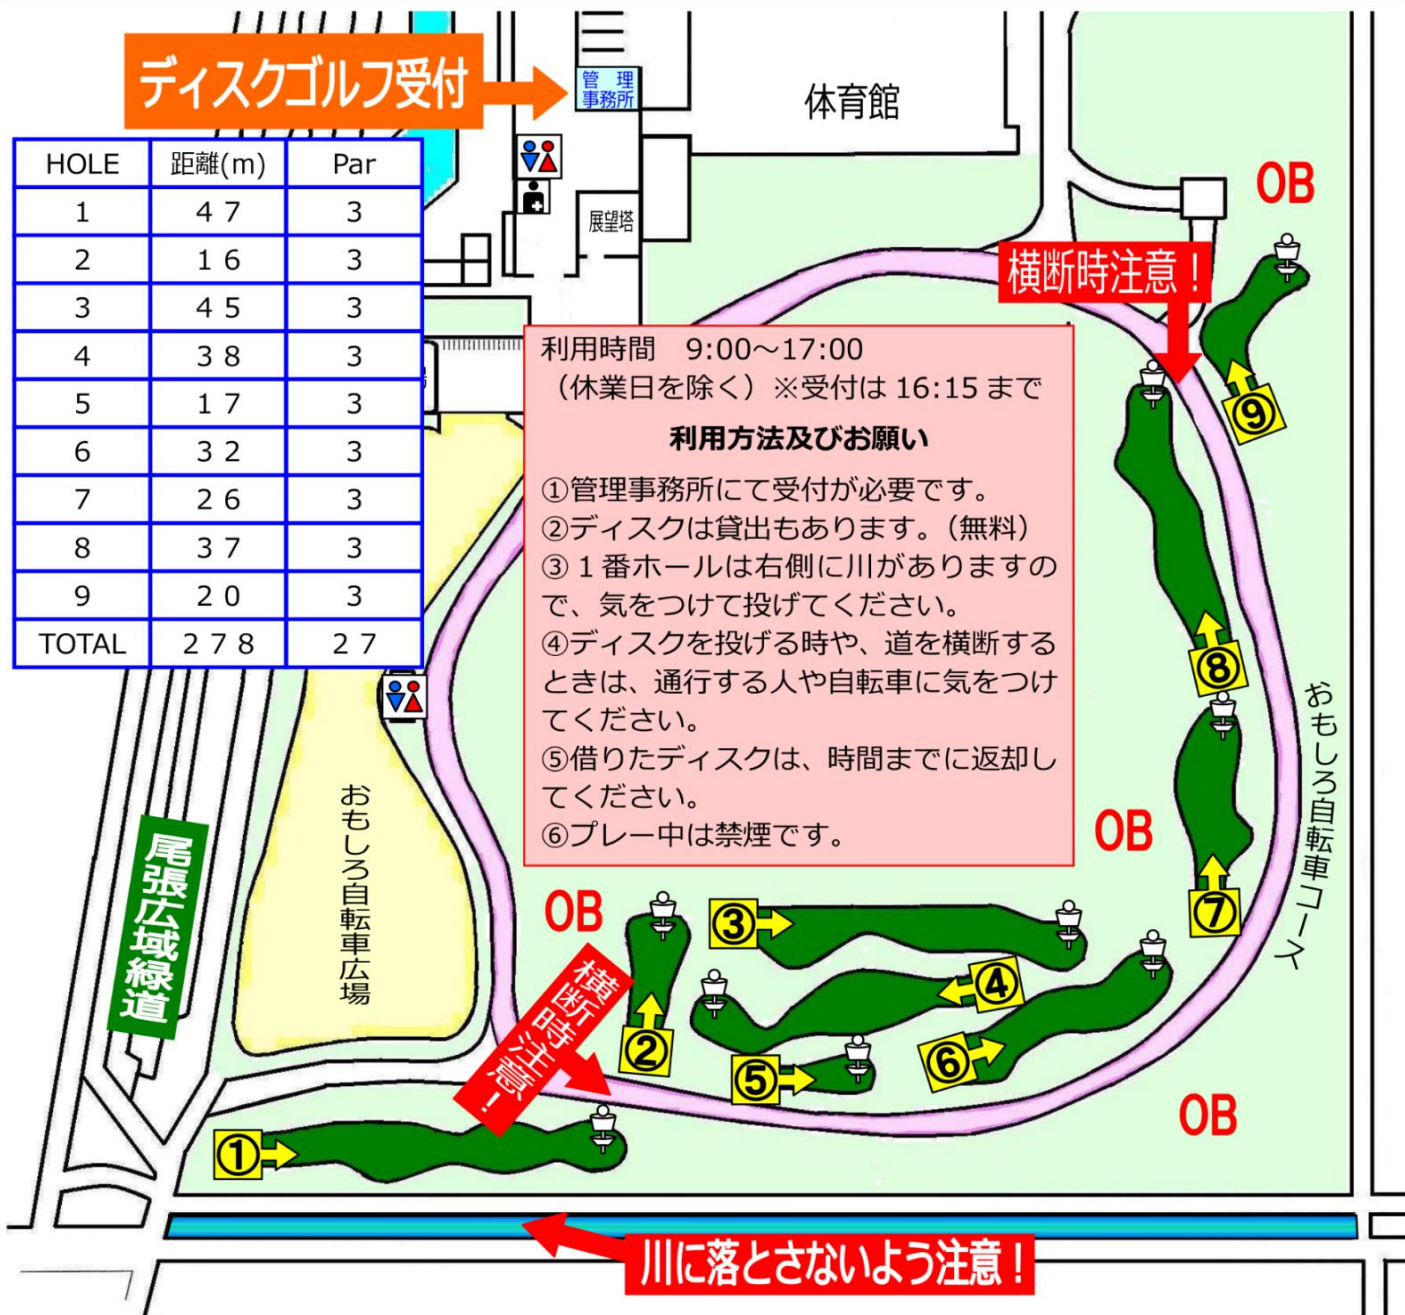 ディスクゴルフ受付
管理
事務所
体育館
展望塔
HOLE 距離(m) Par
1 47 3
2 16 3
3 45 3
4 38 3
5 17 3
6 32 3
7 26 3
8 37 3
9 20 3
TOTAL 278 27
OB
横断時注意！
利用時間 9:00～17:00
（休業日を除く）※受付は 16:15 まで
利用方法及びお願い
①管理事務所にて受付が必要です。
②ディスクは貸出もあります。（無料）
③１番ホールは右側に川がありますの
で、気をつけて投げてください。
④ディスクを投げる時や、道を横断する
ときは、通行する人や自転車に気をつけ
てください。
⑤借りたディスクは、時間までに返却し
てください。
⑥プレー中は禁煙です。
⑨
⑧
おもしろ自転車コース
OB
⑦
尾張広域緑道
おもしろ自転車広場
OB
横断時注意！
③
④
②
⑤
⑥
OB
①
川に落とさないよう注意！